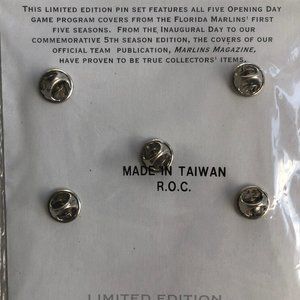 This limited edition pin set features all five Opening Day
game program covers from the Florida Marlins' first
five seasons. From the Inaugural Day to our
commemorative 5th season edition, the covers of our
official team publication, Marlins Magazine,
have proven to be true collectors' items.
MADE IN TAIWAN
R.O.C.
LIMITED EDITION